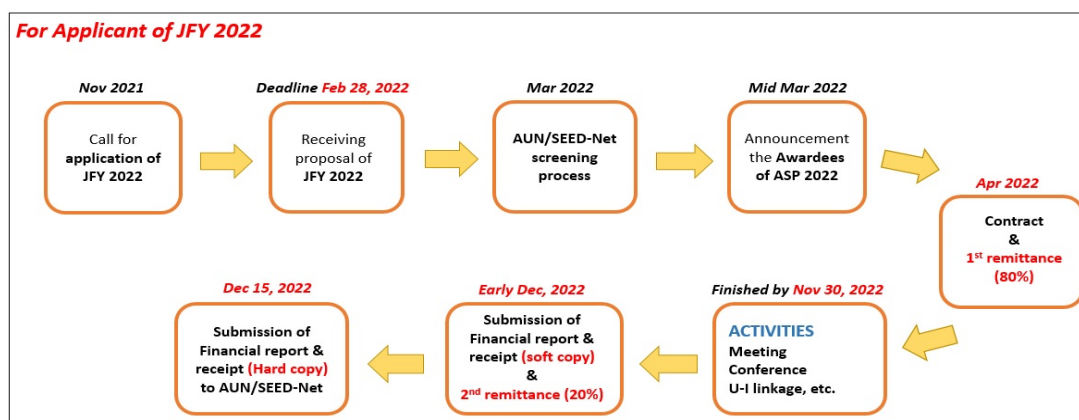 For Applicant of JFY 2022
Nov 2021
Call for
application of
JFY 2022
Deadline Feb 28, 2022
Receiving
proposal of
JFY 2022
Mar 2022
AUN/SEED-Net
screening
process
Mid Mar 2022
Announcement
the Awardees
of ASP 2022
Apr 2022
Contract
&
1st remittance
(80%)
Finished by Nov 30, 2022
ACTIVITIES
Meeting
Conference
U-I linkage, etc.
Early Dec, 2022
Submission of
Financial report &
receipt (soft copy)
&
2nd remittance (20%)
Dec 15, 2022
Submission of
Financial report &
receipt (Hard copy)
to AUN/SEED-Net